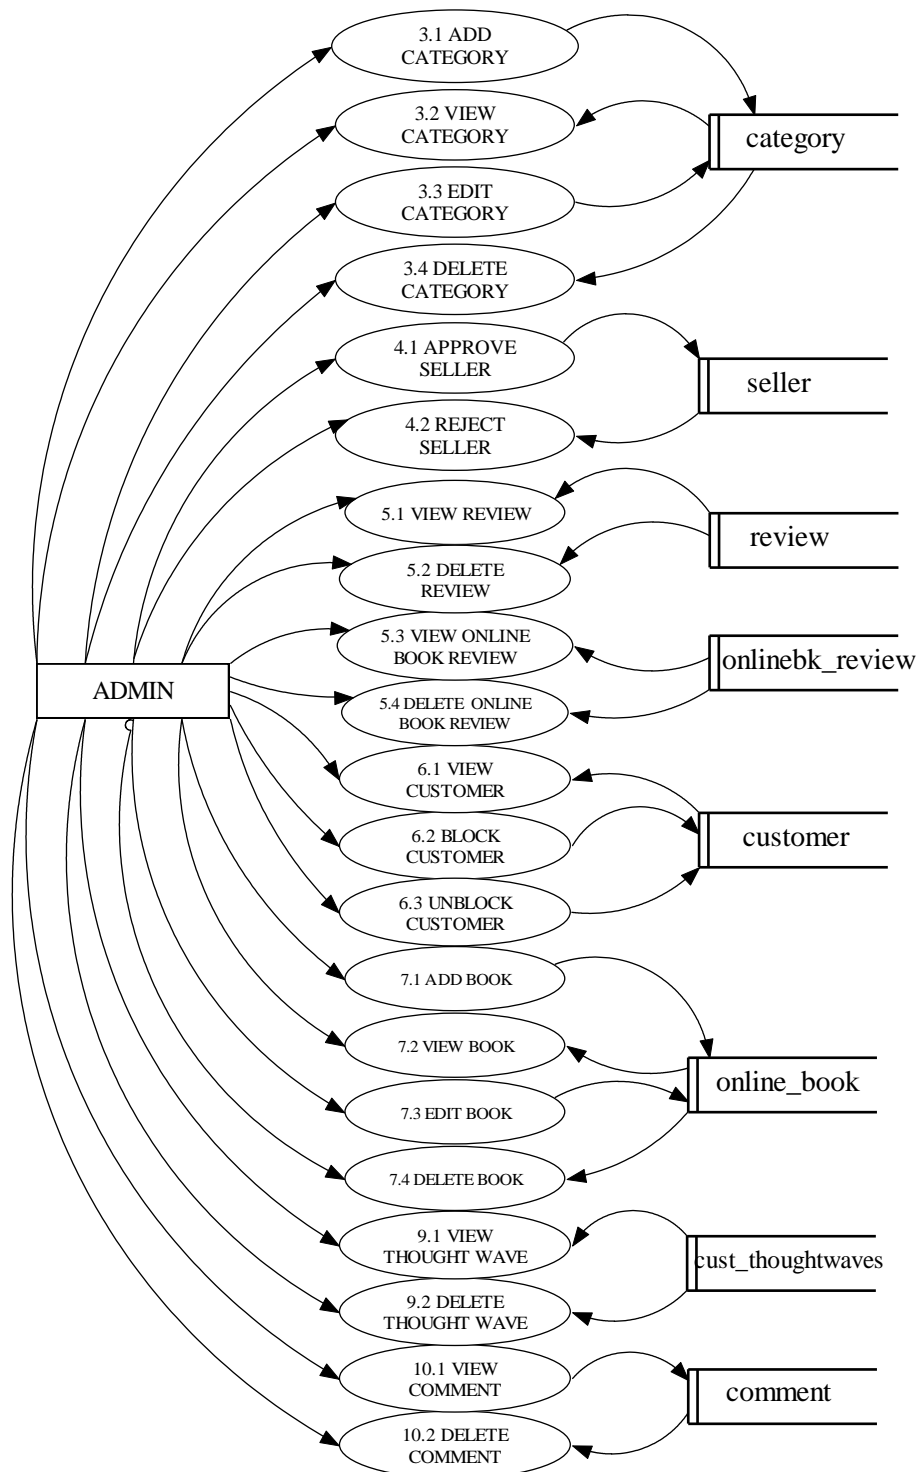 3.1 ADD
CATEGORY
3.2 VIEW
CATEGORY
category
3.3 EDIT
CATEGORY
3.4 DELETE
CATEGORY
4.1 APPROVE
SELLER
seller
4.2 REJECT
SELLER
5.1 VIEW REVIEW
review
5.2 DELETE
REVIEW
5.3 VIEW ONLINE
BOOK REVIEW
onlinebk_review
ADMIN
5.4 DELETE ONLINE
BOOK REVIEW
6.1 VIEW
CUSTOMER
6.2 BLOCK
CUSTOMER
customer
6.3 UNBLOCK
CUSTOMER
7.1 ADD BOOK
7.2 VIEW BOOK
online_book
7.3 EDIT BOOK
7.4 DELETE BOOK
9.1 VIEW
THOUGHT WAVE
cust_thoughtwaves
9.2 DELETE
THOUGHT WAVE
10.1 VIEW
COMMENT
comment
10.2 DELETE
COMMENT